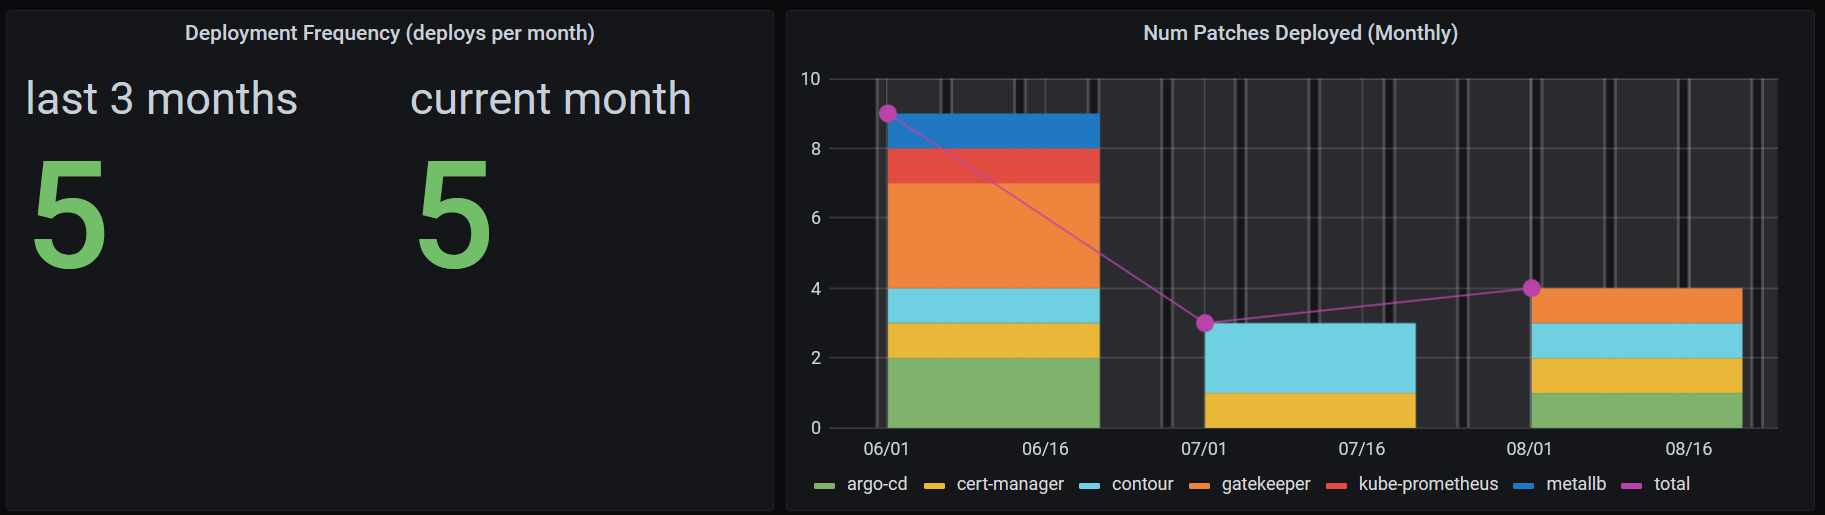 Deployment Frequency (deploys per month)
last 3 months
current month
5
5
Num Patches Deployed (Monthly)
10
8
6
4
2
0
06/01
06/16
07/01
07/16
08/01
08/16
argo-cd
cert-manager
contour
gatekeeper
kube-prometheus
metallb
total